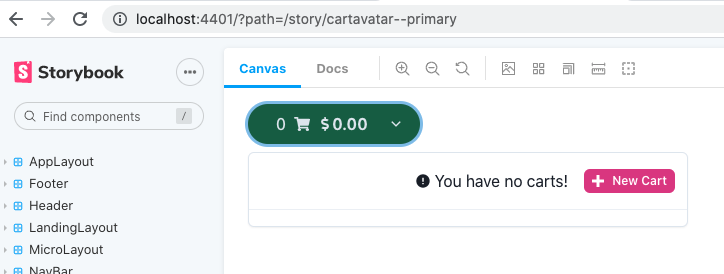 localhost:4401/?path=/story/cartavatar--primary
Storybook
Canvas Docs
Find components /
0 $0.00
You have no carts! + New Cart
AppLayout
Footer
Header
LandingLayout
MicroLayout
NavBar